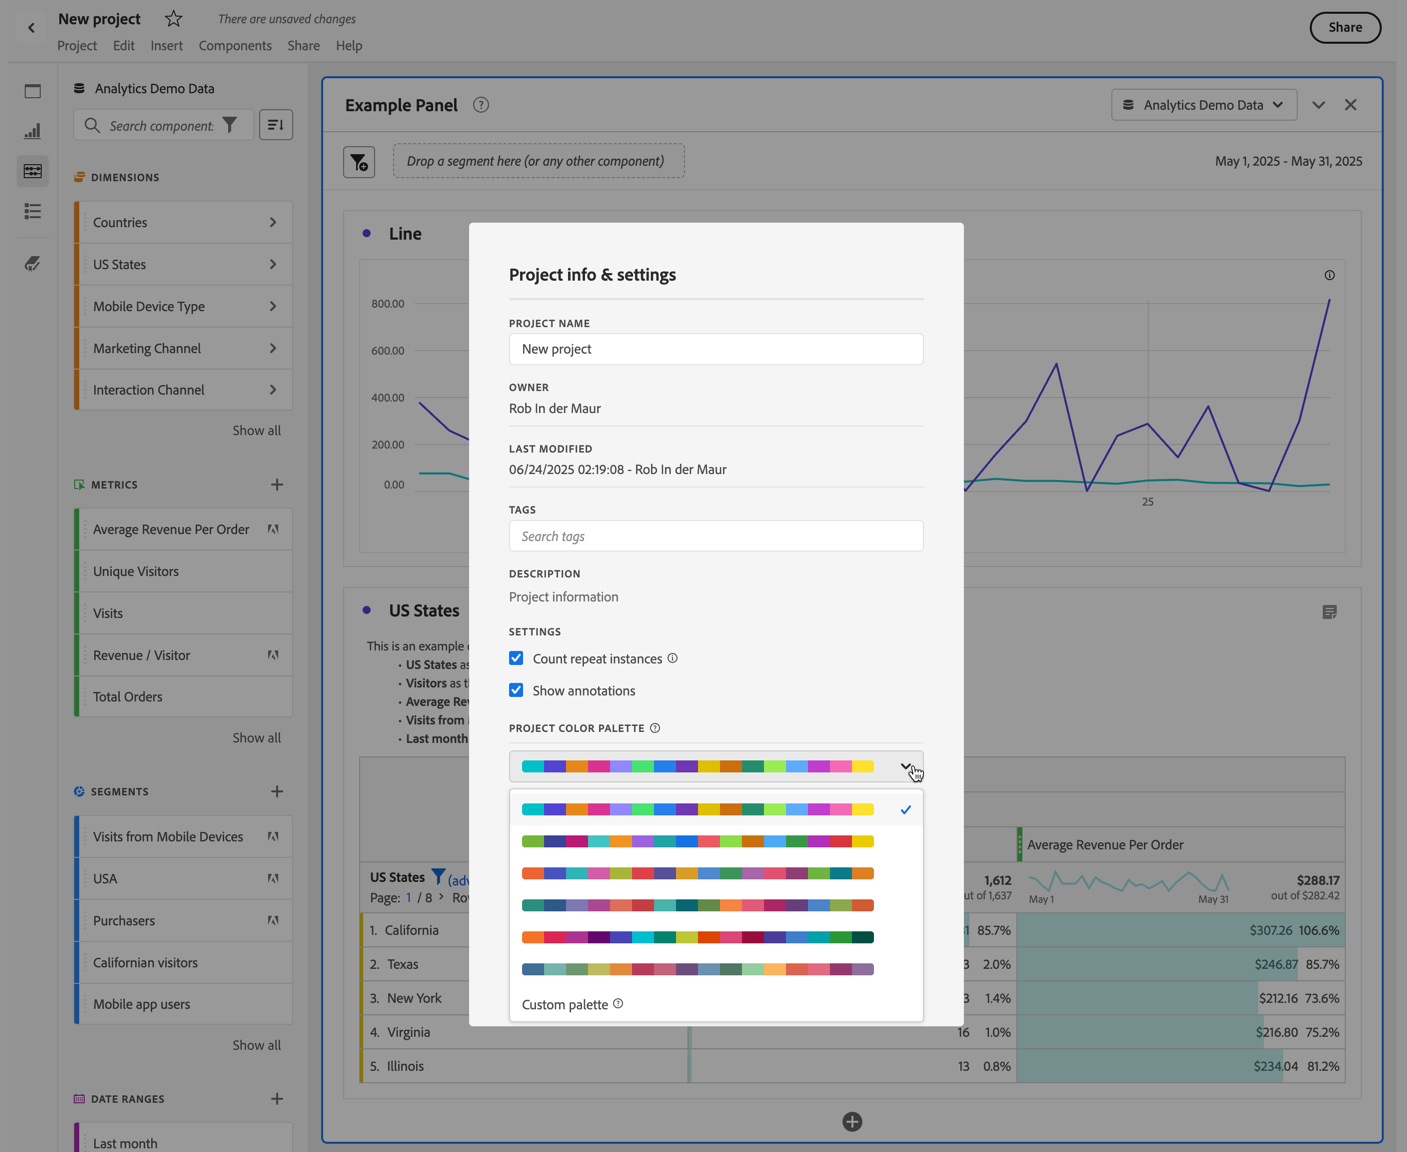 New project
There are unsaved changes
Share
Project Edit Insert Components Share Help
Analytics Demo Data
Search component
DIMENSIONS
Countries
US States
Mobile Device Type
Marketing Channel
Interaction Channel
Show all
METRICS
Average Revenue Per Order
Unique Visitors
Visits
Revenue / Visitor
Total Orders
Show all
SEGMENTS
Visits from Mobile Devices
USA
Purchasers
Californian visitors
Mobile app users
Show all
DATE RANGES
Last month
Example Panel
Analytics Demo Data
Drop a segment here (or any other component)
May 1, 2025 - May 31, 2025
Line
800.00
600.00
400.00
200.00
0.00
25
US States
This is an example
• US States as
• Visitors as t
• Average Re
• Visits from
• Last month
Average Revenue Per Order
US States (adv
Page: 1 / 8 > Ro
1,612
out of 1,637
May 1 May 31
$288.17
out of $282.42
1. California 85.7% $307.26 106.6%
2. Texas 3 2.0% $246.87 85.7%
3. New York 3 1.4% $212.16 73.6%
4. Virginia 16 1.0% $216.80 75.2%
5. Illinois 13 0.8% $234.04 81.2%
Project info & settings
PROJECT NAME
New project
OWNER
Rob In der Maur
LAST MODIFIED
06/24/2025 02:19:08 - Rob In der Maur
TAGS
Search tags
DESCRIPTION
Project information
SETTINGS
Count repeat instances
Show annotations
PROJECT COLOR PALETTE
Custom palette